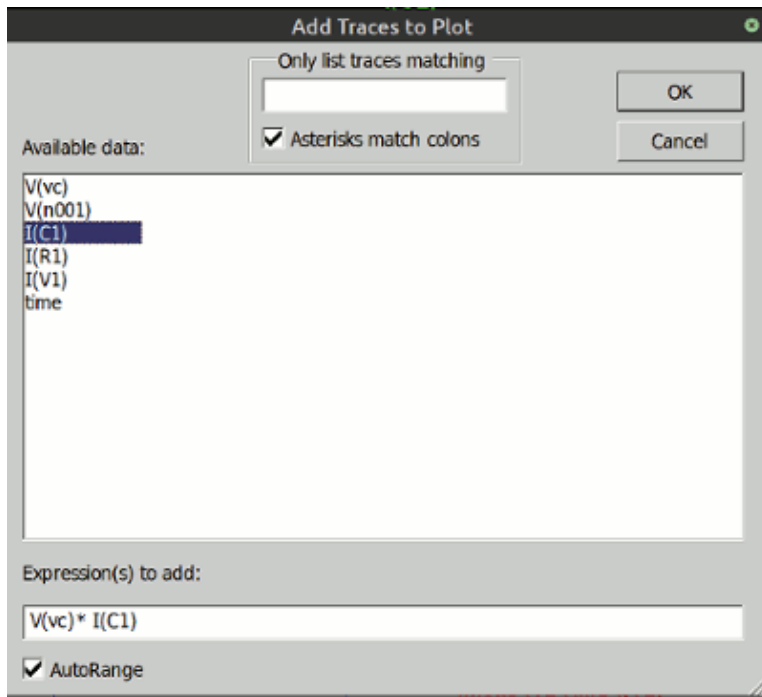 Add Traces to Plot
Only list traces matching
OK
Asterisks match colons
Cancel
Available data:
V(vc)
V(n001)
I(C1)
I(R1)
I(V1)
time
Expression(s) to add:
V(vc)* I(C1)
AutoRange